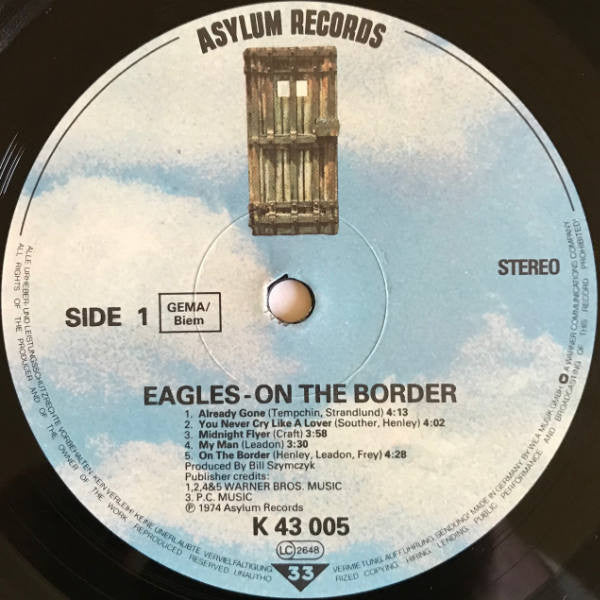 ASYLUM RECORDS
STEREO
SIDE 1
GEMA/
Biem
EAGLES-ON THE BORDER
1. Already Gone (Tempchin, Strandlund) 4:13
2. You Never Cry Like A Lover (Souther, Henley) 4:02
3. Midnight Flyer (Craft) 3:58
4. My Man (Leadon) 3:30
5. On The Border (Henley, Leadon, Frey) 4:28
Produced By Bill Szymczyk
Publisher credits:
1,2,4&5 WARNER BROS. MUSIC
3. P.C. MUSIC
℗ 1974 Asylum Records
K 43 005
LC 2648
33
ALLE URHEBER- UND LEISTUNGSSCHUTZRECHTE VORBEHALTEN. KEIN VERLEIH! KEINE UNERLAUBTE VERVIELFÄLTIGUNG
VERMIETUNG, AUFFÜHRUNG, SENDUNG! MADE IN GERMANY BY WEA MUSIK GMBH A WARNER COMMUNICATIONS COMPANY
ALL RIGHTS OF THE PRODUCER AND OF THE OWNER OF THE WORK REPRODUCED RESERVED. UNAUTHO
RIZED COPYING, HIRING, LENDING, PUBLIC PERFORMANCE AND BROADCASTING OF THIS RECORD PROHIBITED